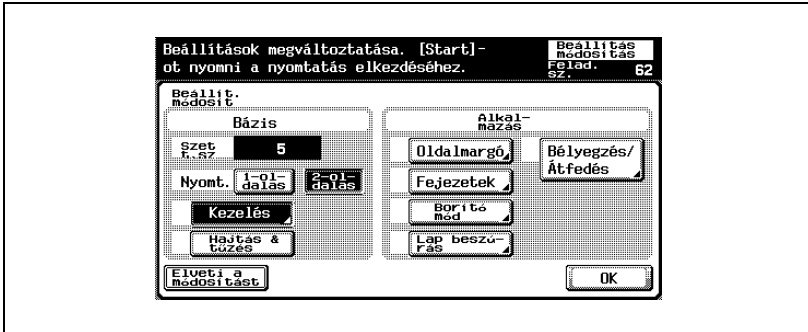 Beállítások megváltoztatása. [Start]-
ot nyomni a nyomtatás elkezdéséhez.
Beállítás
módosítás
Felad.
sz. 62
Beállít.
módosít
Bázis
Szet
t.sz 5
Nyomt. 1-ol-
dalas
2-ol-
dalas
Kezelés
Hajtás &
tűzés
Elveti a
módosítást
Alkal-
mazás
Oldalmargó
Fejezetek
Borító
mód
Lap beszú-
rás
Bélyegzés/
Átfedés
OK